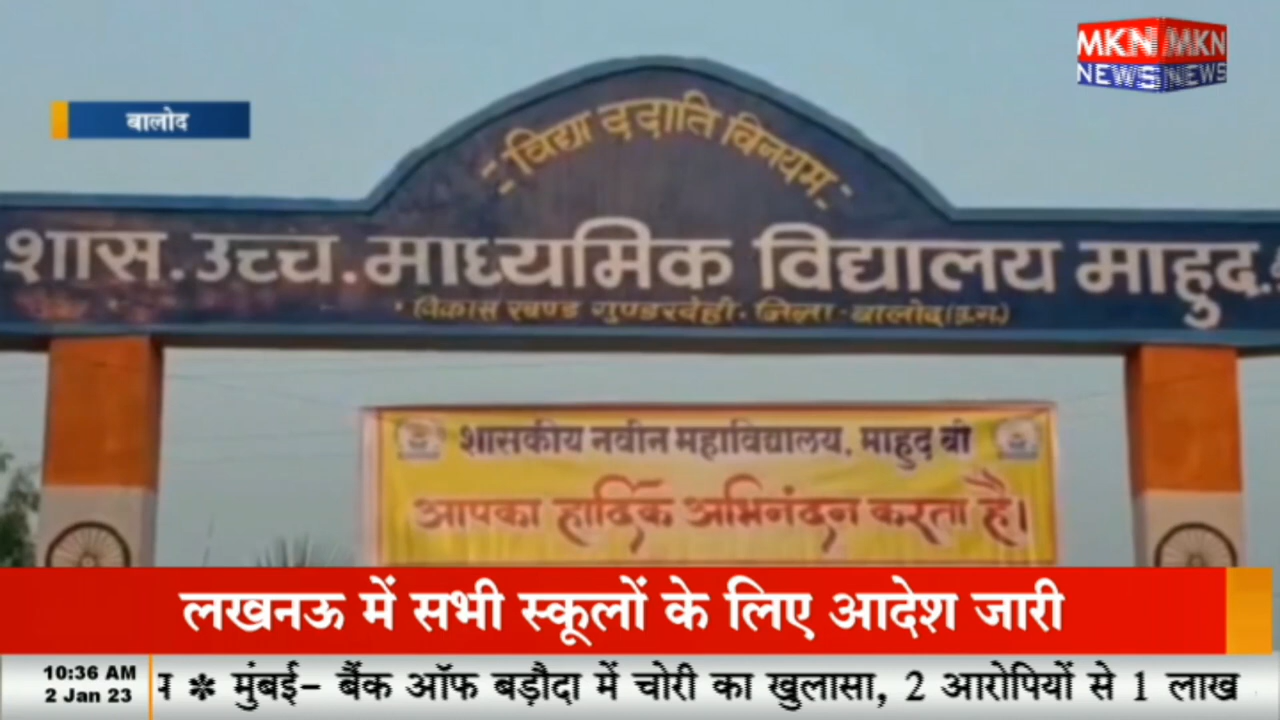 MKN MKN
NEWS NEWS
बालोद
-: विद्या ददाति विनयम :-
शास. उच्च. माध्यमिक विद्यालय माहुद.
विकास खण्ड गुण्डरदेही. जिला-बालोद(छ.ग.)
शासकीय नवीन महाविद्यालय, माहुद बी
आपका हार्दिक अभिनंदन करता है।
लखनऊ में सभी स्कूलों के लिए आदेश जारी
10:36 AM
2 Jan 23
✻ मुंबई- बैंक ऑफ बड़ौदा में चोरी का खुलासा, 2 आरोपियों से 1 लाख